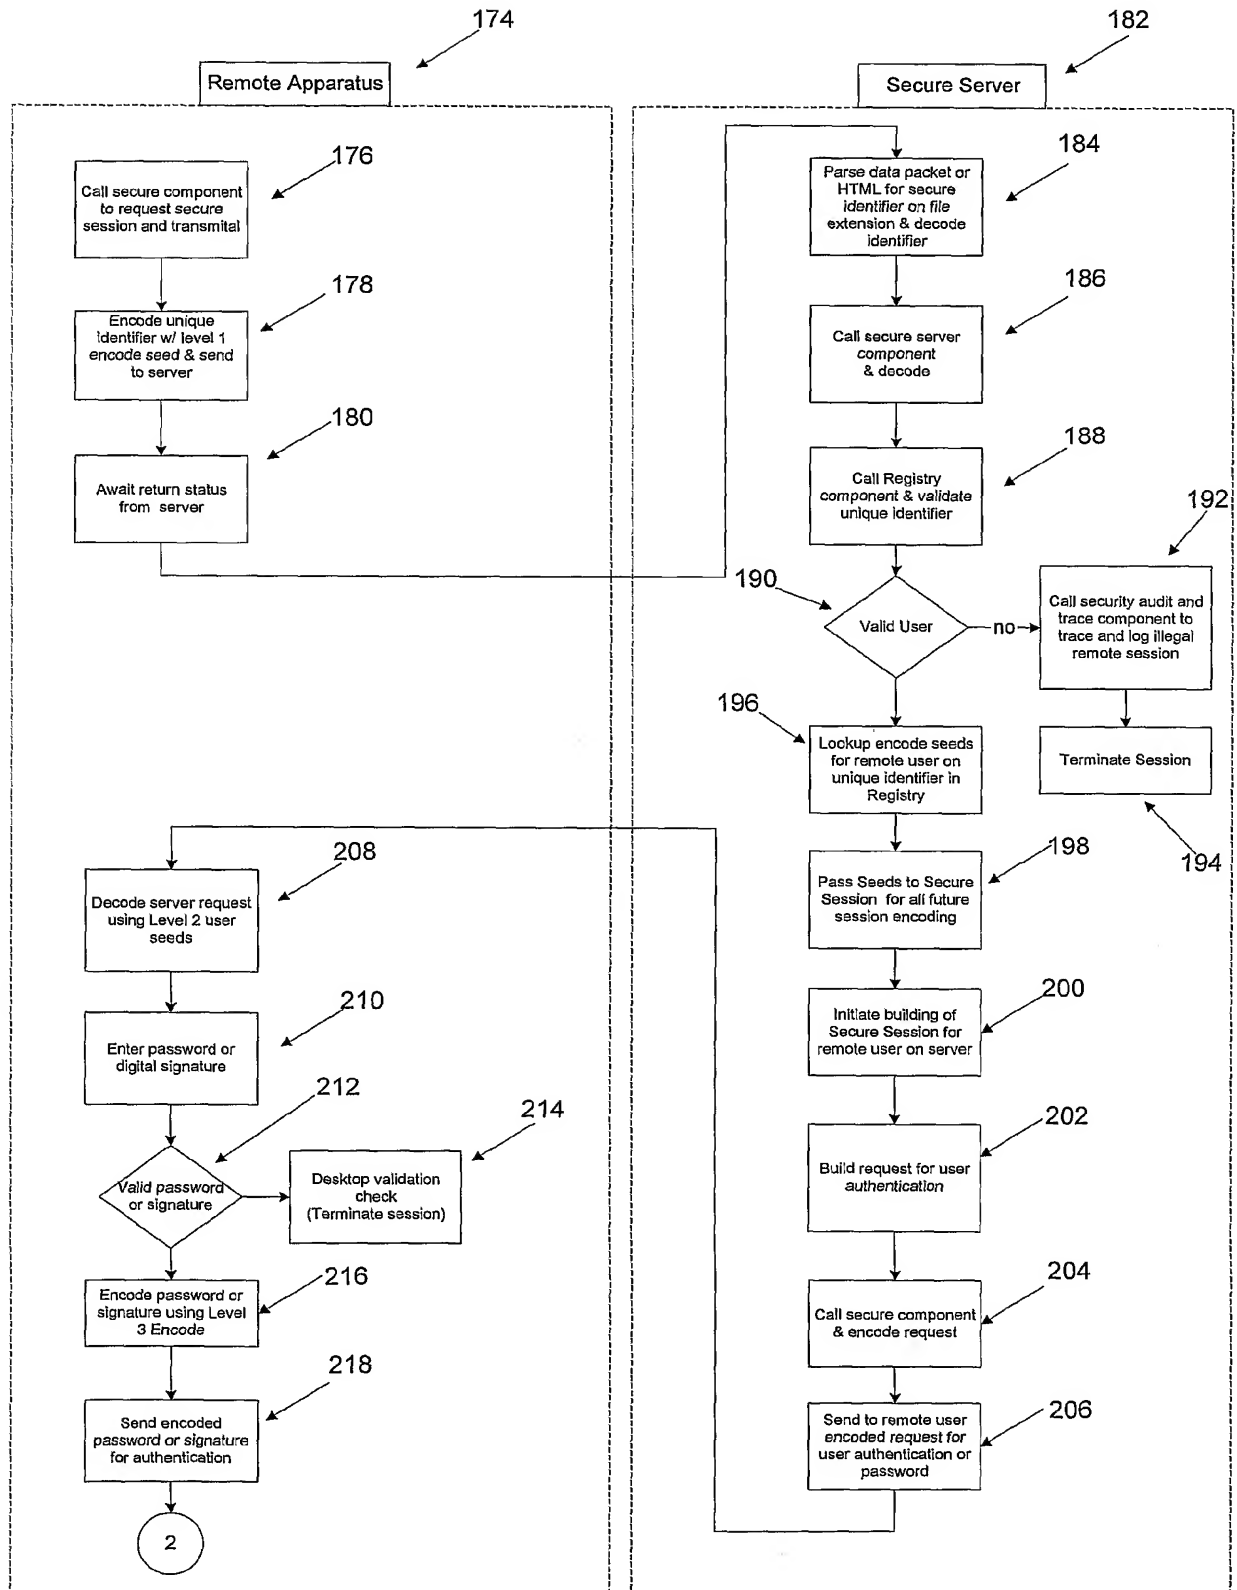 174
Remote Apparatus
176
Call secure component
to request secure
session and transmital
178
Encode unique
identifier w/ level 1
encode seed & send
to server
180
Await return status
from server
182
Secure Server
184
Parse data packet or
HTML for secure
identifier on file
extension & decode
identifier
186
Call secure server
component
& decode
188
Call Registry
component & validate
unique identifier
190
Valid User
no
192
Call security audit and
trace component to
trace and log illegal
remote session
Terminate Session
194
196
Lookup encode seeds
for remote user on
unique identifier in
Registry
198
Pass Seeds to Secure
Session for all future
session encoding
200
Initiate building of
Secure Session for
remote user on server
202
Build request for user
authentication
204
Call secure component
& encode request
206
Send to remote user
encoded request for
user authentication or
password
208
Decode server request
using Level 2 user
seeds
210
Enter password or
digital signature
212
Valid password
or signature
214
Desktop validation
check
(Terminate session)
216
Encode password or
signature using Level
3 Encode
218
Send encoded
password or signature
for authentication
2